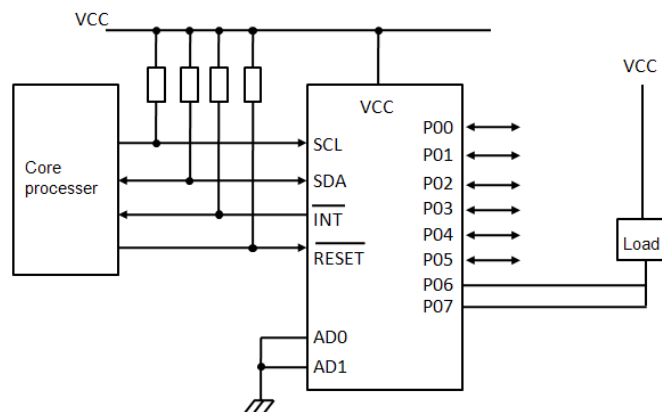 VCC
VCC
Core
processer
VCC
SCL
SDA
INT
RESET
AD0
AD1
P00
P01
P02
P03
P04
P05
P06
P07
Load